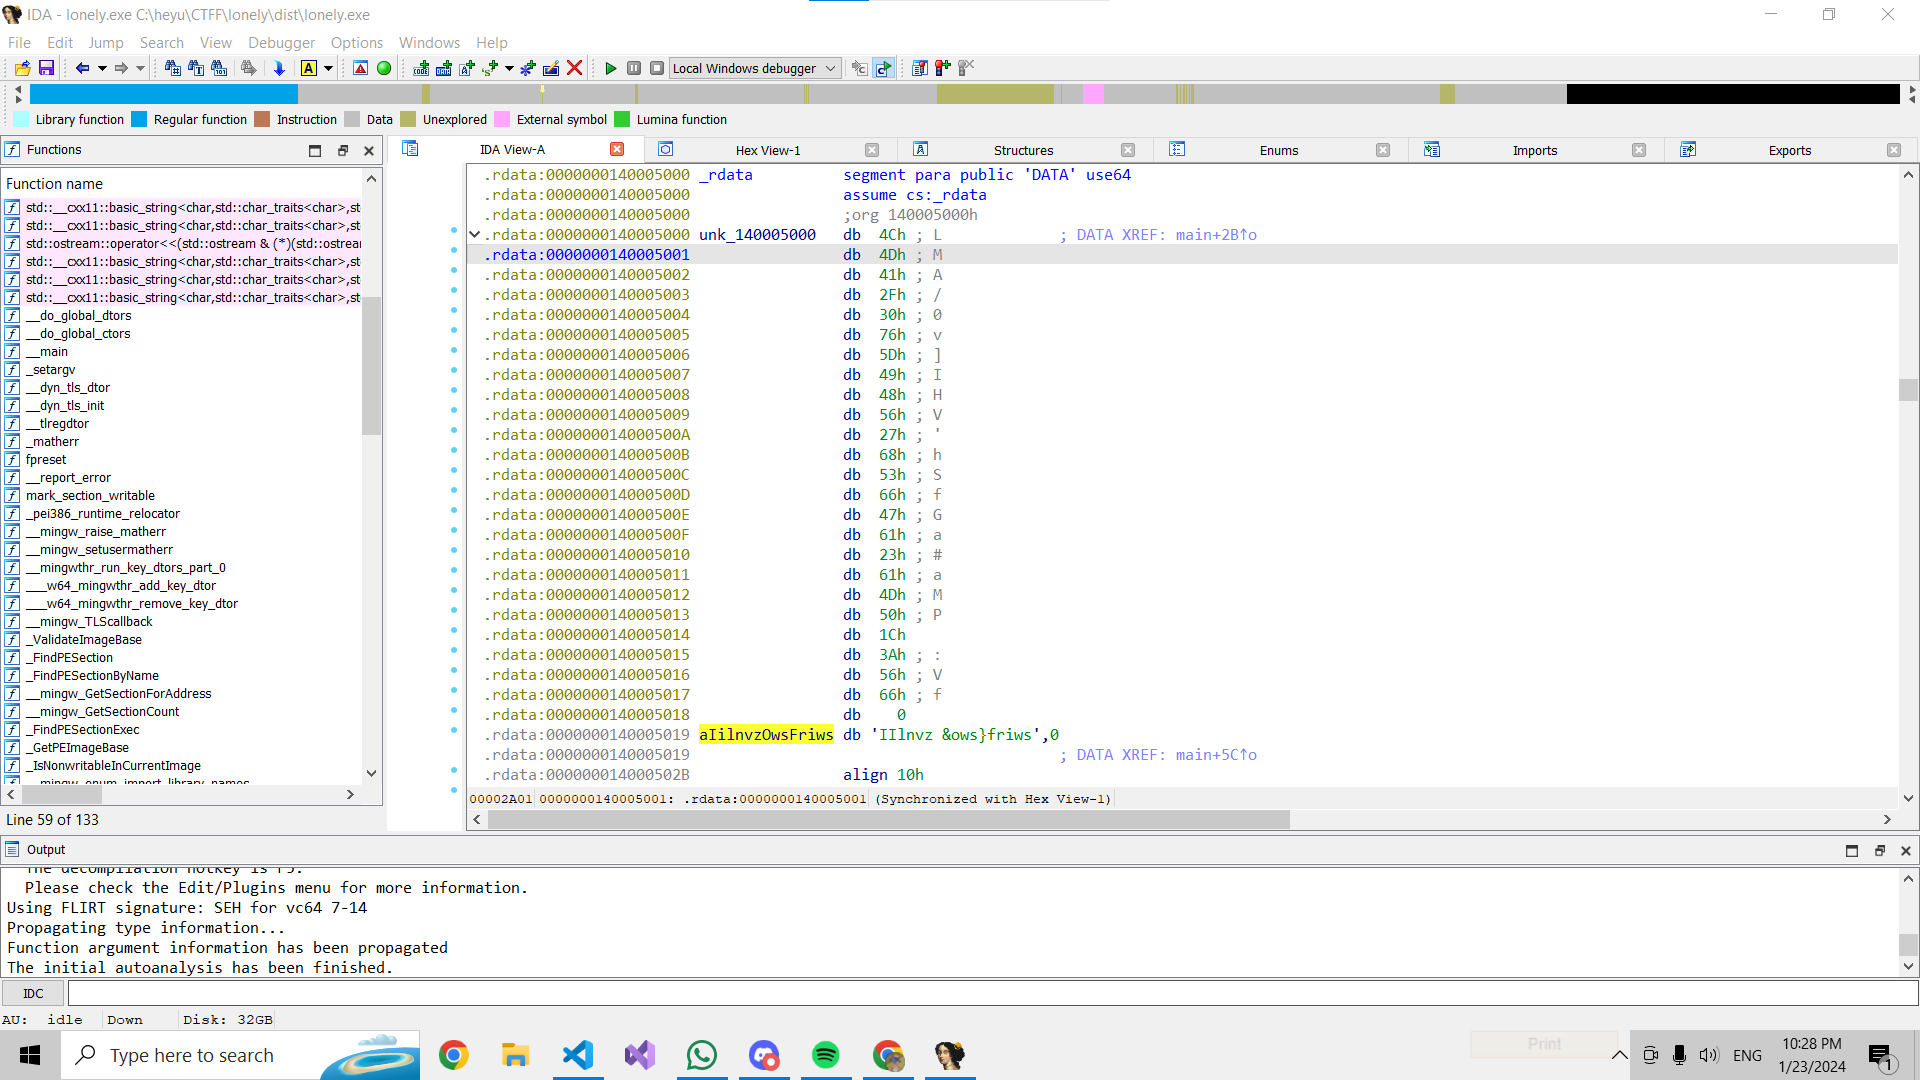 IDA - lonely.exe C:\heyu\CTFF\lonely\dist\lonely.exe
File Edit Jump Search View Debugger Options Windows Help
Local Windows debugger
Library function Regular function Instruction Data Unexplored External symbol Lumina function
Functions
IDA View-A Hex View-1 Structures Enums Imports Exports
Function name
std::__cxx11::basic_string<char,std::char_traits<char>,st
std::__cxx11::basic_string<char,std::char_traits<char>,st
std::ostream::operator<<(std::ostream & (*)(std::ostrear
std::__cxx11::basic_string<char,std::char_traits<char>,st
std::__cxx11::basic_string<char,std::char_traits<char>,st
std::__cxx11::basic_string<char,std::char_traits<char>,st
__do_global_dtors
__do_global_ctors
__main
_setargv
__dyn_tls_dtor
__dyn_tls_init
__tlregdtor
_matherr
fpreset
__report_error
mark_section_writable
_pei386_runtime_relocator
__mingw_raise_matherr
__mingw_setusermatherr
__mingwthr_run_key_dtors_part_0
___w64_mingwthr_add_key_dtor
___w64_mingwthr_remove_key_dtor
__mingw_TLScallback
_ValidateImageBase
_FindPESection
_FindPESectionByName
__mingw_GetSectionForAddress
__mingw_GetSectionCount
_FindPESectionExec
_GetPEImageBase
_IsNonwritableInCurrentImage
__mingw_enum_import_library_names
Line 59 of 133
.rdata:0000000140005000 _rdata segment para public 'DATA' use64
.rdata:0000000140005000 assume cs:_rdata
.rdata:0000000140005000 ;org 140005000h
.rdata:0000000140005000 unk_140005000 db 4Ch ; L ; DATA XREF: main+2B↑o
.rdata:0000000140005001 db 4Dh ; M
.rdata:0000000140005002 db 41h ; A
.rdata:0000000140005003 db 2Fh ; /
.rdata:0000000140005004 db 30h ; 0
.rdata:0000000140005005 db 76h ; v
.rdata:0000000140005006 db 5Dh ; ]
.rdata:0000000140005007 db 49h ; I
.rdata:0000000140005008 db 48h ; H
.rdata:0000000140005009 db 56h ; V
.rdata:000000014000500A db 27h ; '
.rdata:000000014000500B db 68h ; h
.rdata:000000014000500C db 53h ; S
.rdata:000000014000500D db 66h ; f
.rdata:000000014000500E db 47h ; G
.rdata:000000014000500F db 61h ; a
.rdata:0000000140005010 db 23h ; #
.rdata:0000000140005011 db 61h ; a
.rdata:0000000140005012 db 4Dh ; M
.rdata:0000000140005013 db 50h ; P
.rdata:0000000140005014 db 1Ch
.rdata:0000000140005015 db 3Ah ; :
.rdata:0000000140005016 db 56h ; V
.rdata:0000000140005017 db 66h ; f
.rdata:0000000140005018 db 0
.rdata:0000000140005019 aIilnvzOwsFriws db 'IIlnvz &ows}friws',0
.rdata:0000000140005019 ; DATA XREF: main+5C↑o
.rdata:000000014000502B align 10h
00002A01 0000000140005001: .rdata:0000000140005001 (Synchronized with Hex View-1)
Output
The decompilation hotkey is F5.
Please check the Edit/Plugins menu for more information.
Using FLIRT signature: SEH for vc64 7-14
Propagating type information...
Function argument information has been propagated
The initial autoanalysis has been finished.
IDC
AU: idle Down Disk: 32GB
Type here to search
Print
ENG
10:28 PM
1/23/2024
1